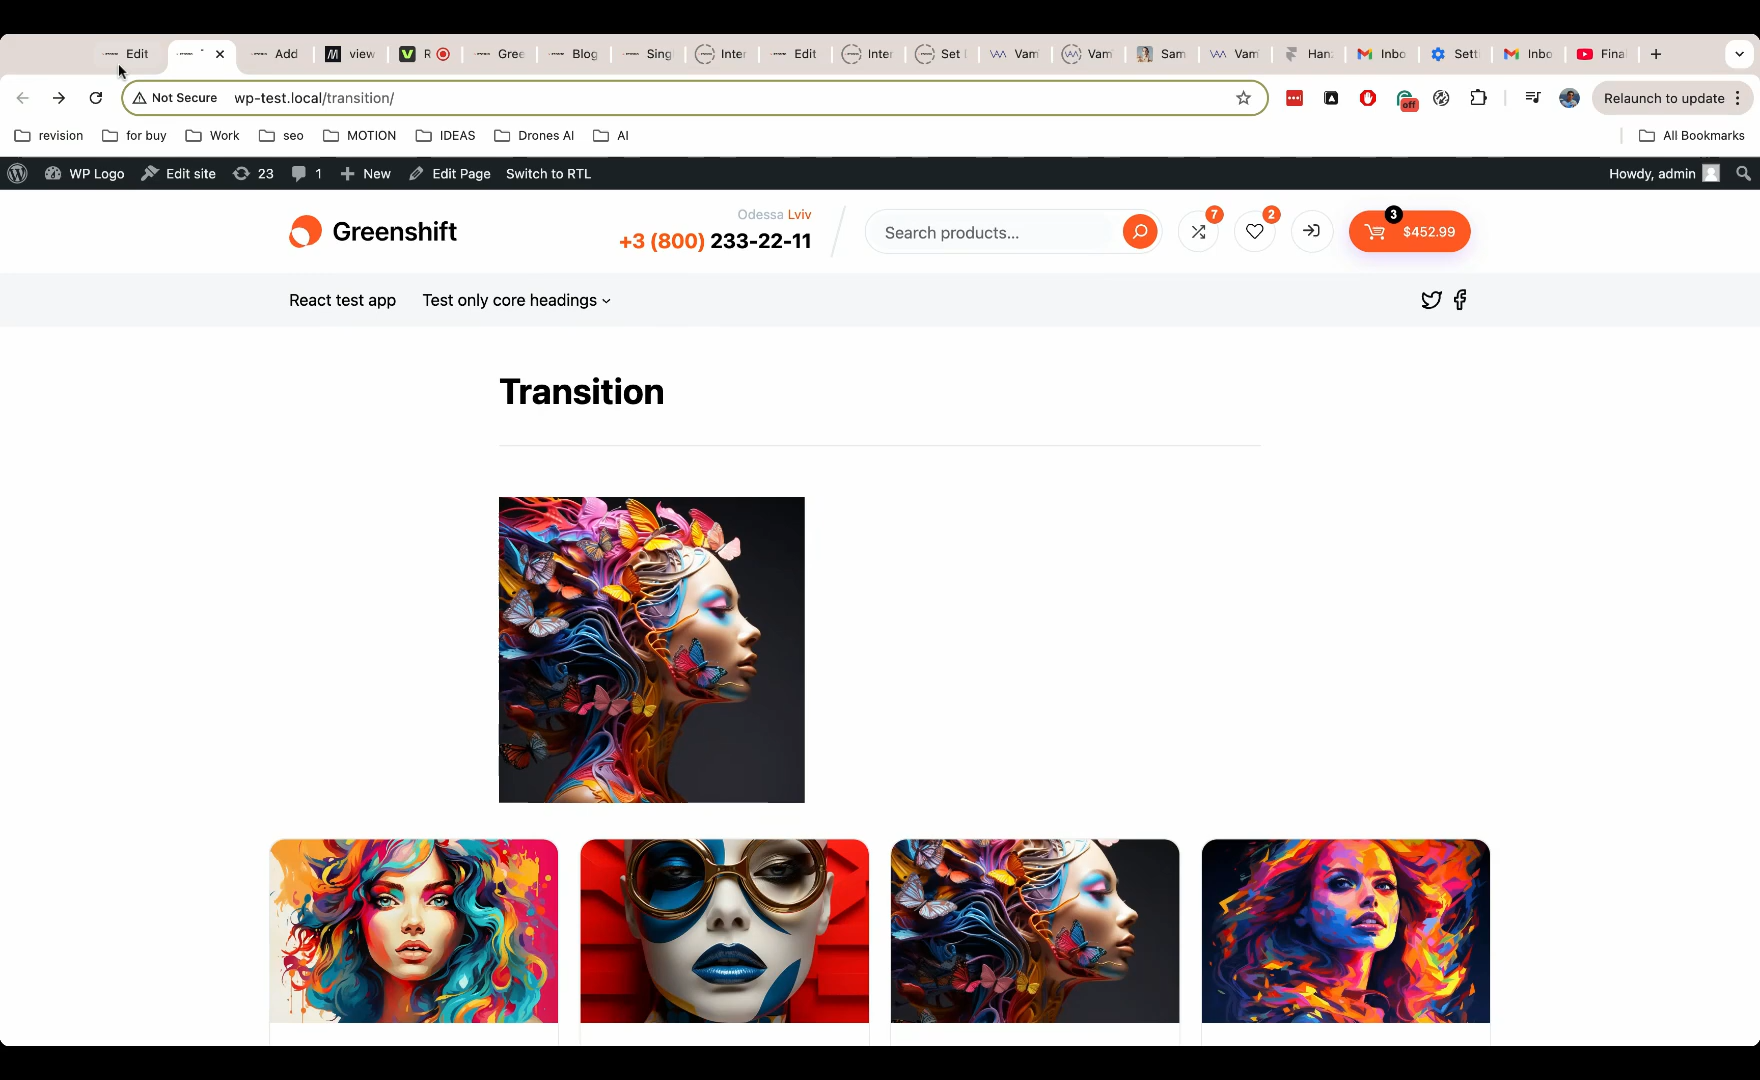 Edit
Add
view
R
Gree
Blog
Sing
Inter
Edit
Inter
Set
Vam
Vam
Sam
Vam
Han
Inbo
Setti
Inbo
Fina
Not Secure wp-test.local/transition/
off
Relaunch to update
revision for buy Work seo MOTION IDEAS Drones AI AI All Bookmarks
WP Logo Edit site 23 1 New Edit Page Switch to RTL Howdy, admin
Greenshift
Odessa Lviv
+3 (800) 233-22-11
Search products...
7
2
3
$452.99
React test app Test only core headings
Transition